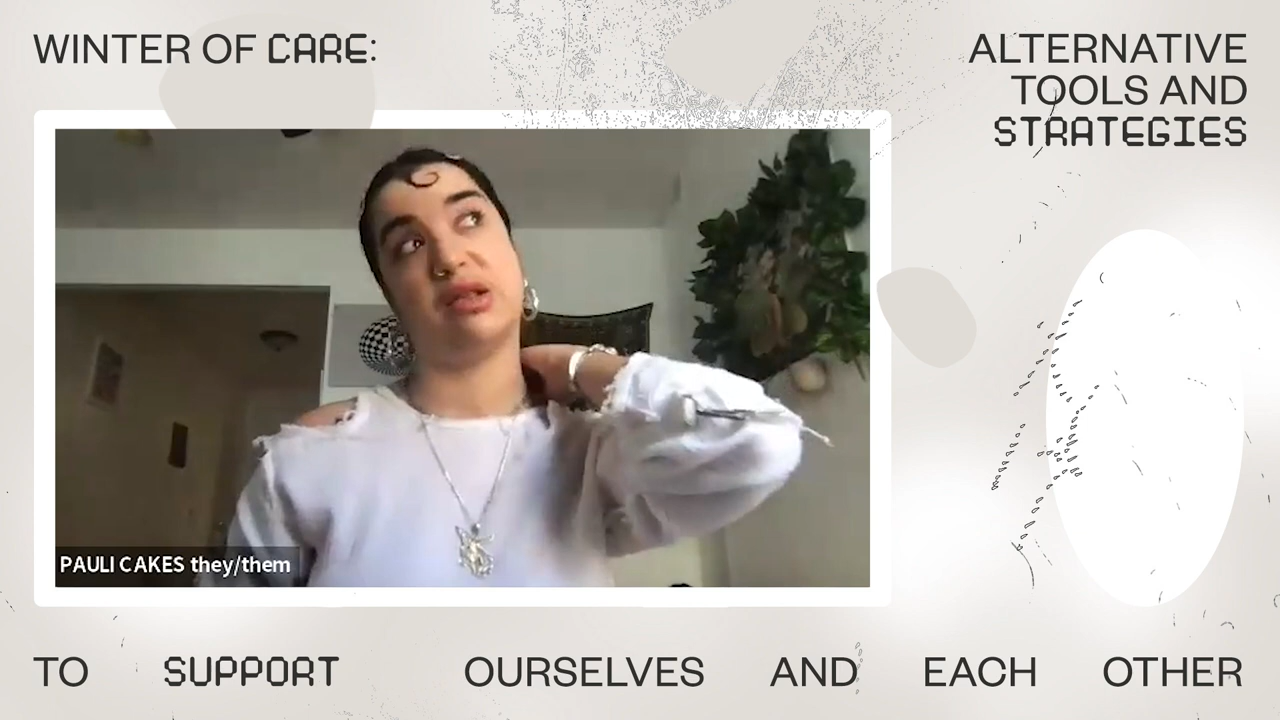 WINTER OF CARE:
ALTERNATIVE
TOOLS AND
STRATEGIES
PAULI CAKES they/them
TO SUPPORT OURSELVES AND EACH OTHER